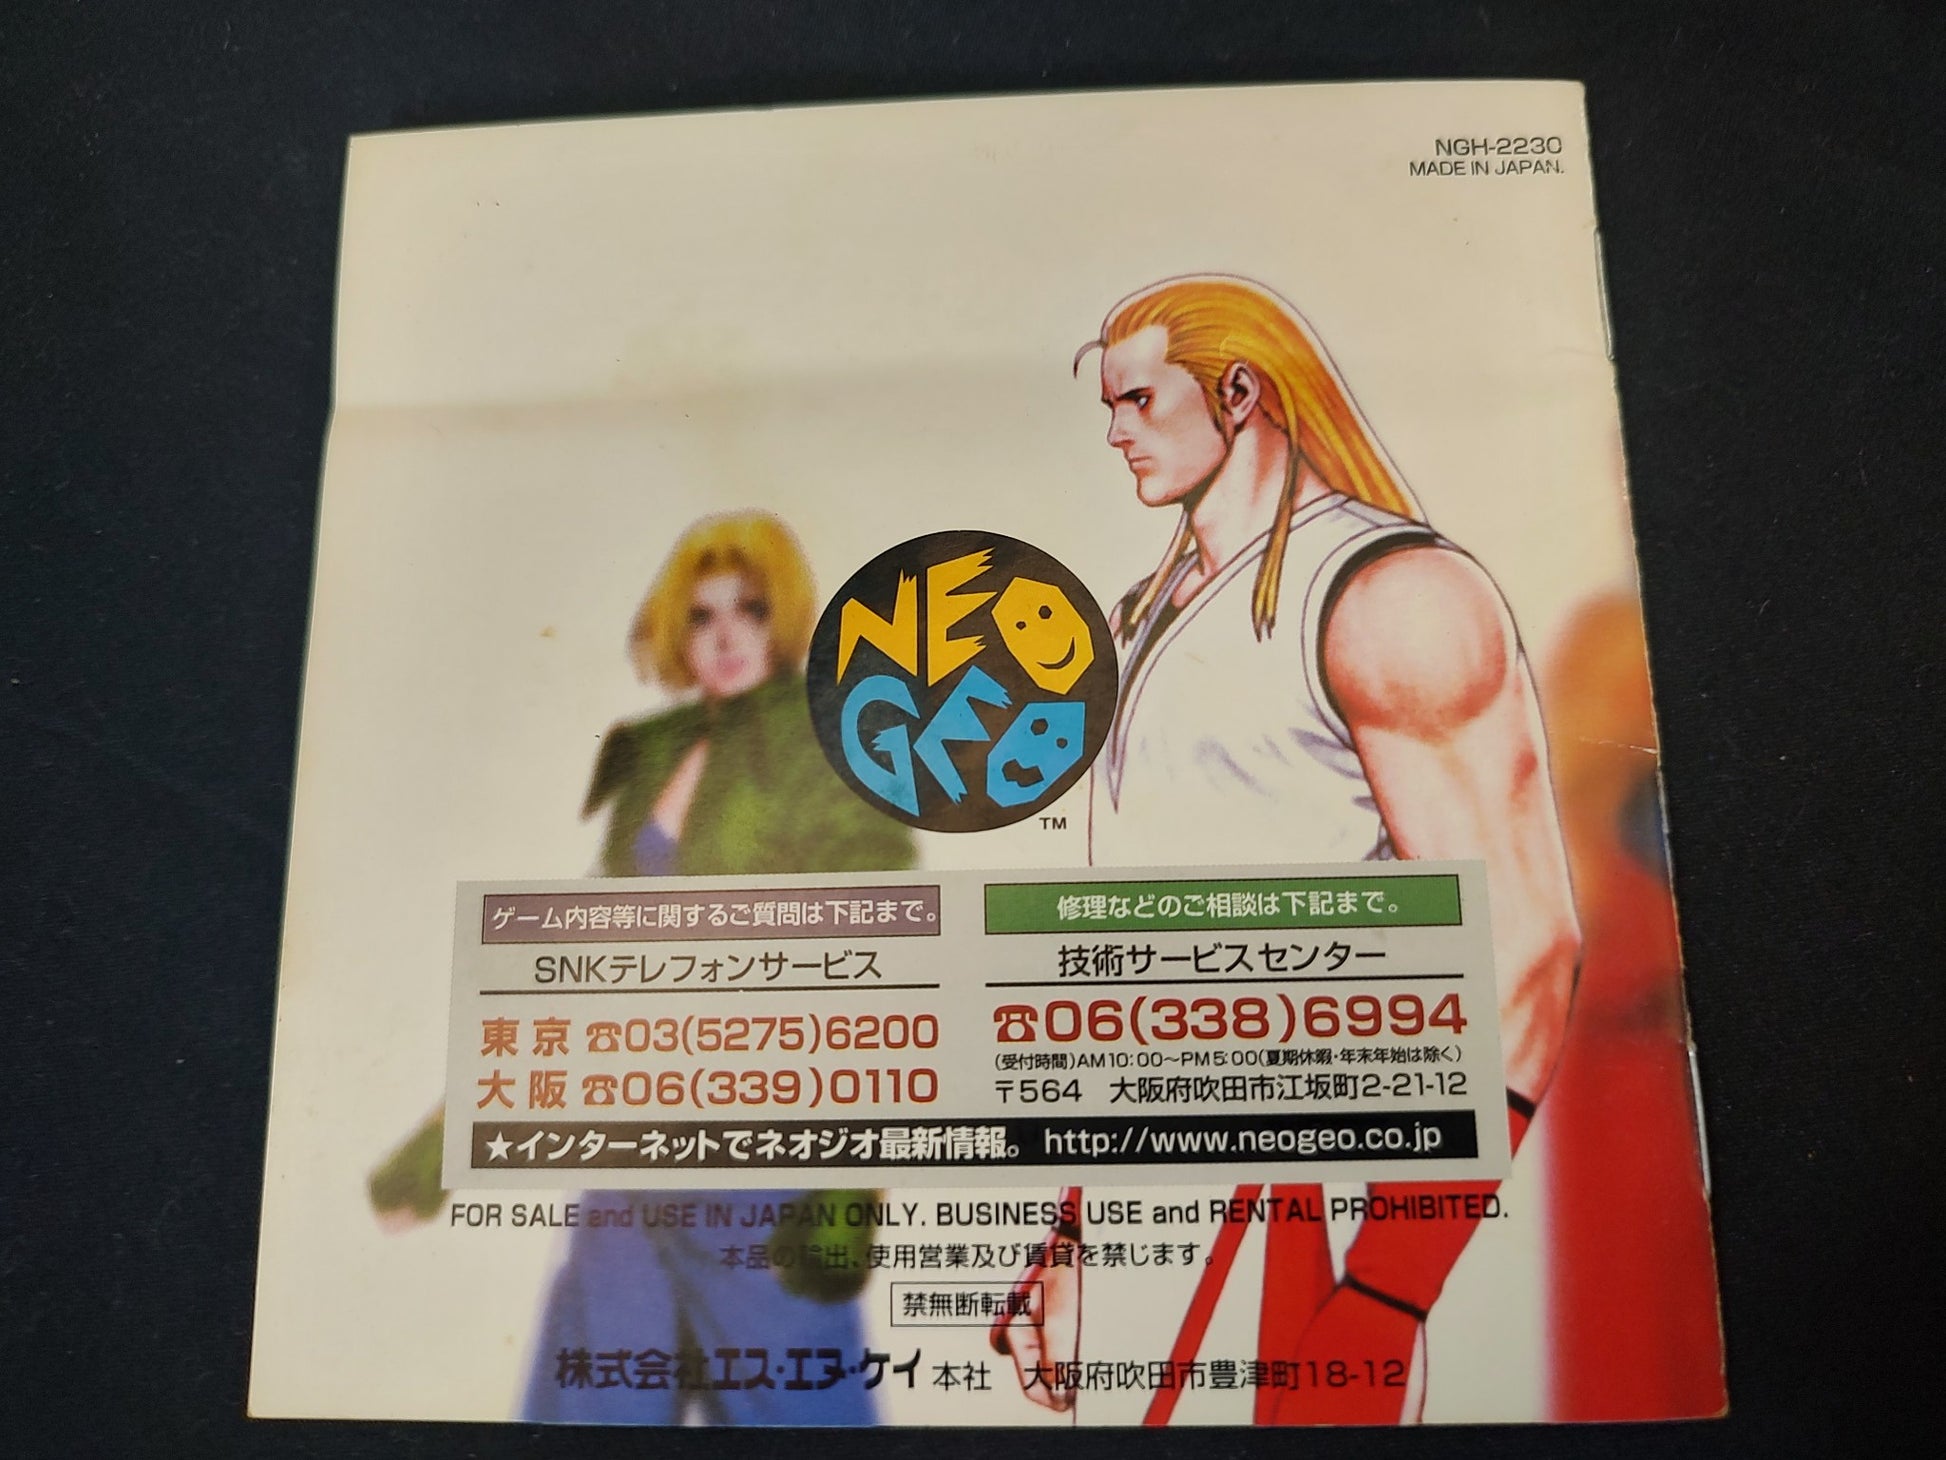 NGH-2230
MADE IN JAPAN.
NEO
GEO
TM
ゲーム内容等に関するご質問は下記まで。
SNKテレフォンサービス
東京 ☎03(5275)6200
大阪 ☎06(339)0110
修理などのご相談は下記まで。
技術サービスセンター
☎06(338)6994
(受付時間)AM10:00〜PM5:00(夏期休暇・年末年始は除く)
〒564 大阪府吹田市江坂町2-21-12
★インターネットでネオジオ最新情報。 http://www.neogeo.co.jp
FOR SALE and USE IN JAPAN ONLY. BUSINESS USE and RENTAL PROHIBITED.
本品の輸出、使用営業及び賃貸を禁じます。
禁無断転載
株式会社エス・エヌ・ケイ 本社 大阪府吹田市豊津町18-12